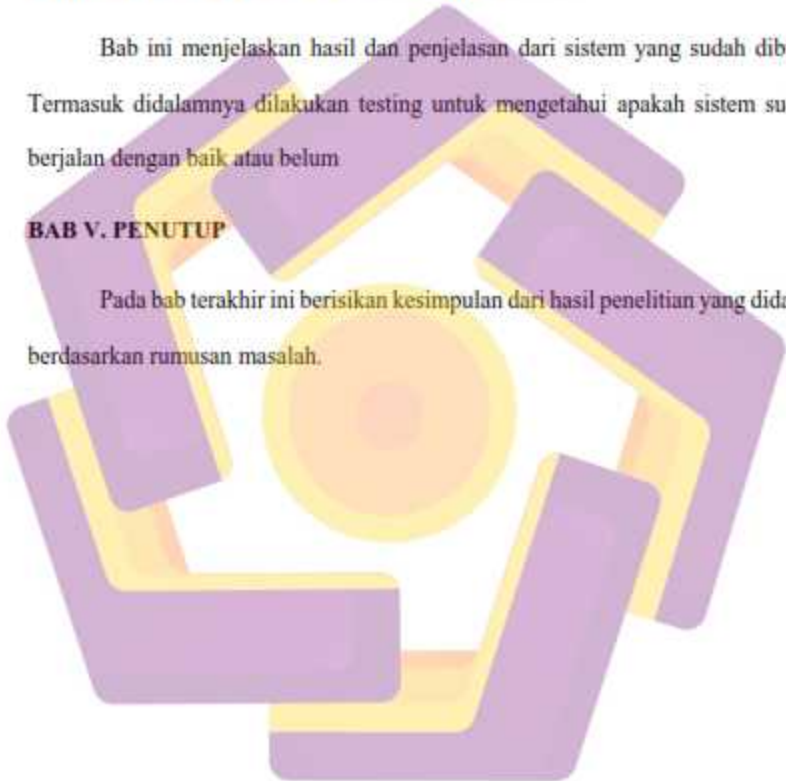 Bab ini menjelaskan hasil dan penjelasan dari sistem yang sudah dib
Termasuk didalamnya dilakukan testing untuk mengetahui apakah sistem su
berjalan dengan baik atau belum
BAB V. PENUTUP
Pada bab terakhir ini berisikan kesimpulan dari hasil penelitian yang dida
berdasarkan rumusan masalah.